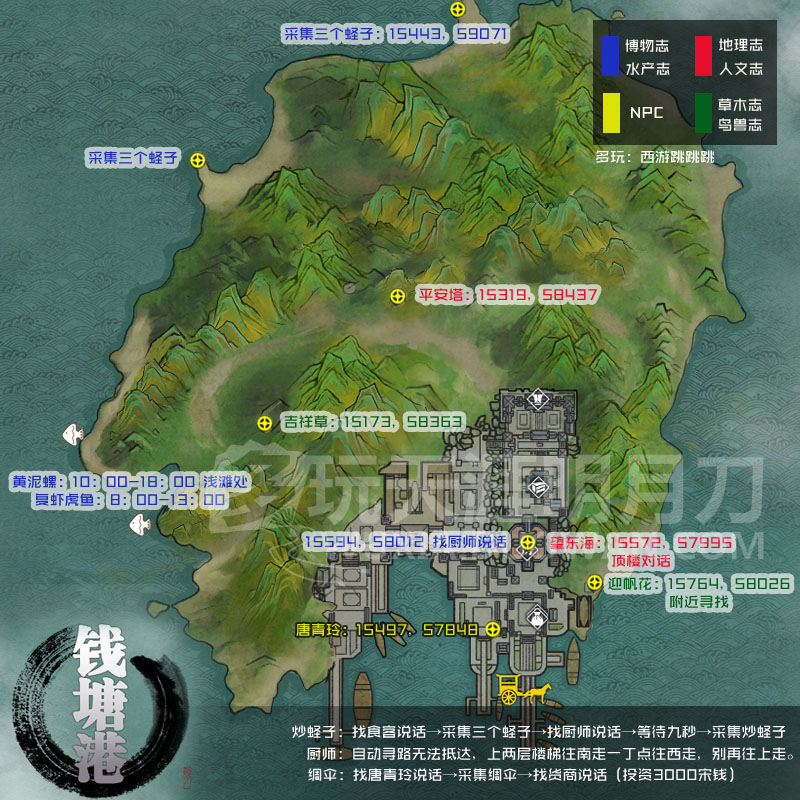 采集三个蛏子：15443，59071
博物志
水产志
地理志
人文志
NPC
草木志
鸟兽志
多玩：西游跳跳跳
采集三个蛏子
平安塔：15319，58437
吉祥草：15173，58363
黄泥螺：10：00-18：00 浅滩处
复虾虎鱼：8：00-13：00
15594，58012 找厨师说话
望东海：15572，57995
顶楼对话
迎帆花：15764，58026
附近寻找
唐青玲：15497，57848
钱塘港
炒蛏子：找食客说话→采集三个蛏子→找厨师说话→等待九秒→采集炒蛏子
厨师：自动寻路无法抵达，上两层楼梯往南走一丁点往西走，别再往上走。
绸伞：找唐青玲说话→采集绸伞→找货商说话（投资3000宋钱）